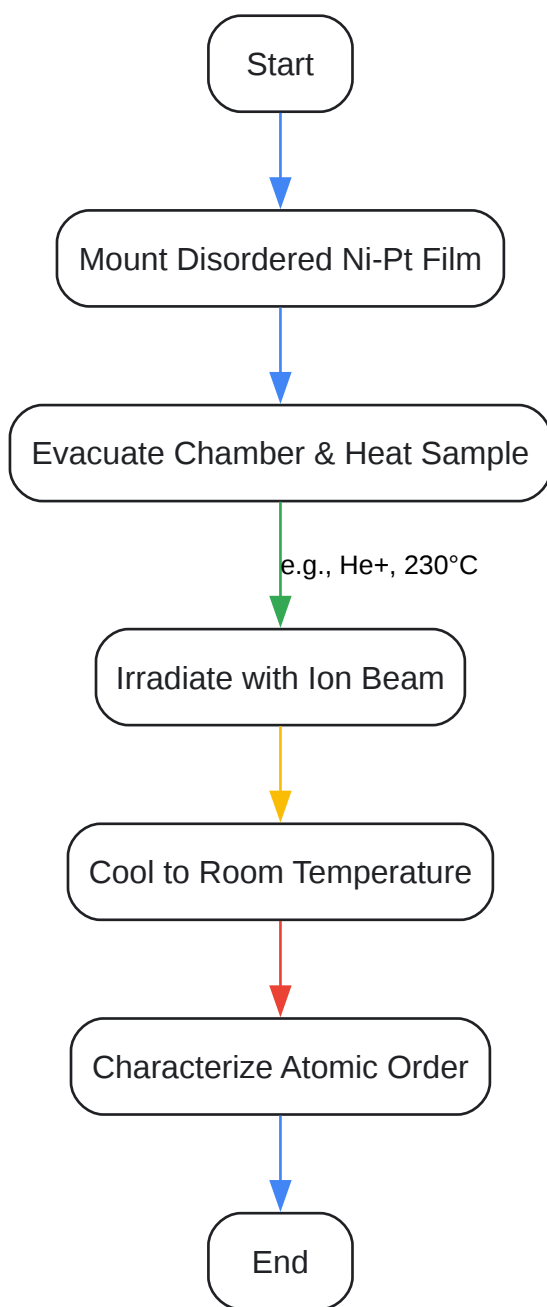 Start
Mount Disordered Ni-Pt Film
Evacuate Chamber & Heat Sample
e.g., He+, 230°C
Irradiate with Ion Beam
Cool to Room Temperature
Characterize Atomic Order
End